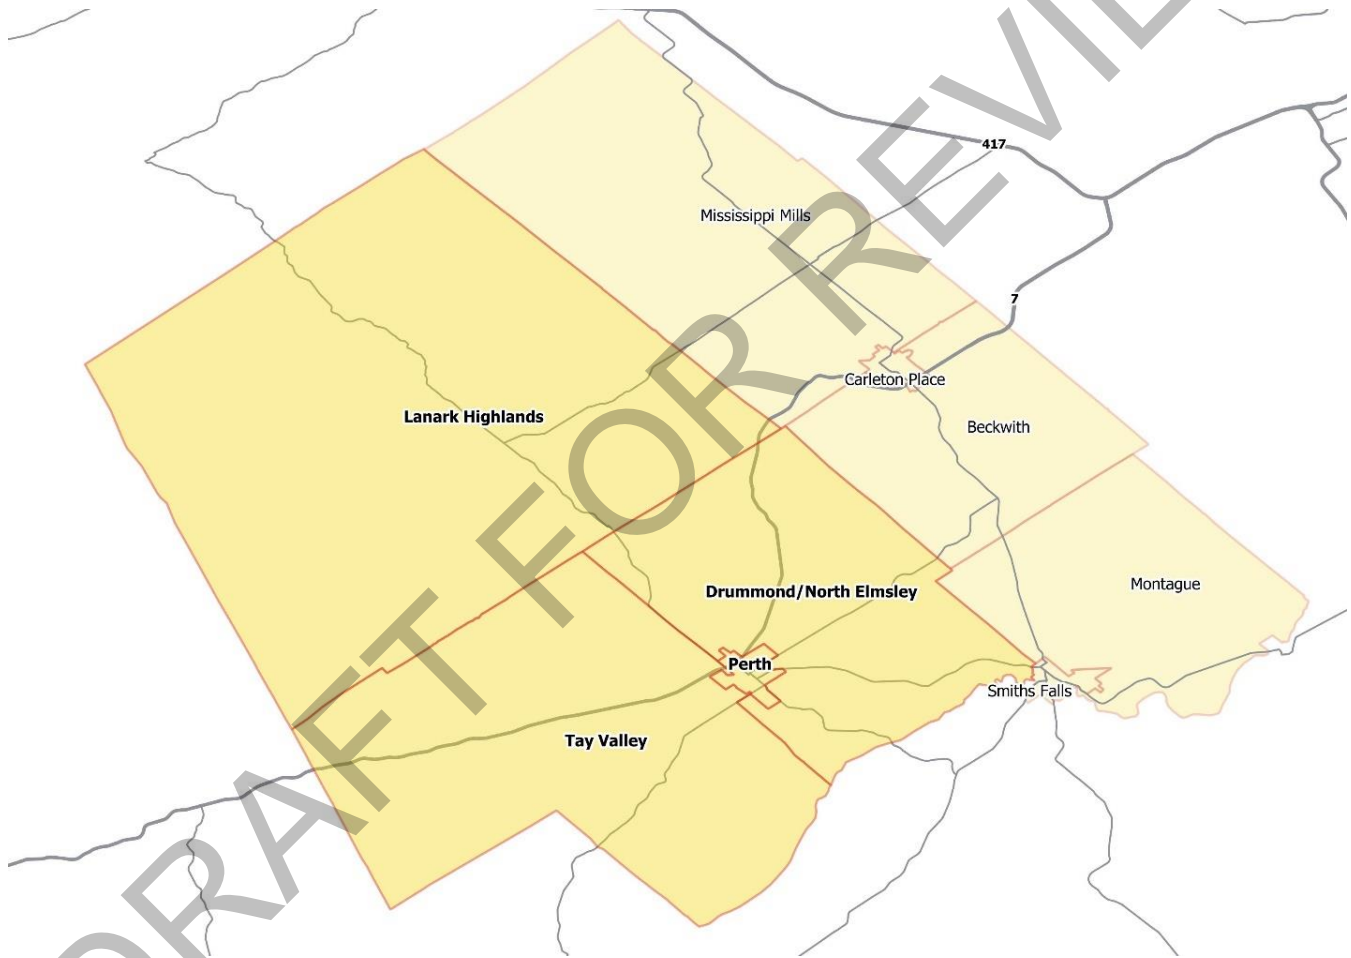 417
Mississippi Mills
7
Carleton Place
Lanark Highlands
Beckwith
Montague
Drummond/North Elmsley
Perth
Smiths Falls
Tay Valley
DRAFT FOR REVIE